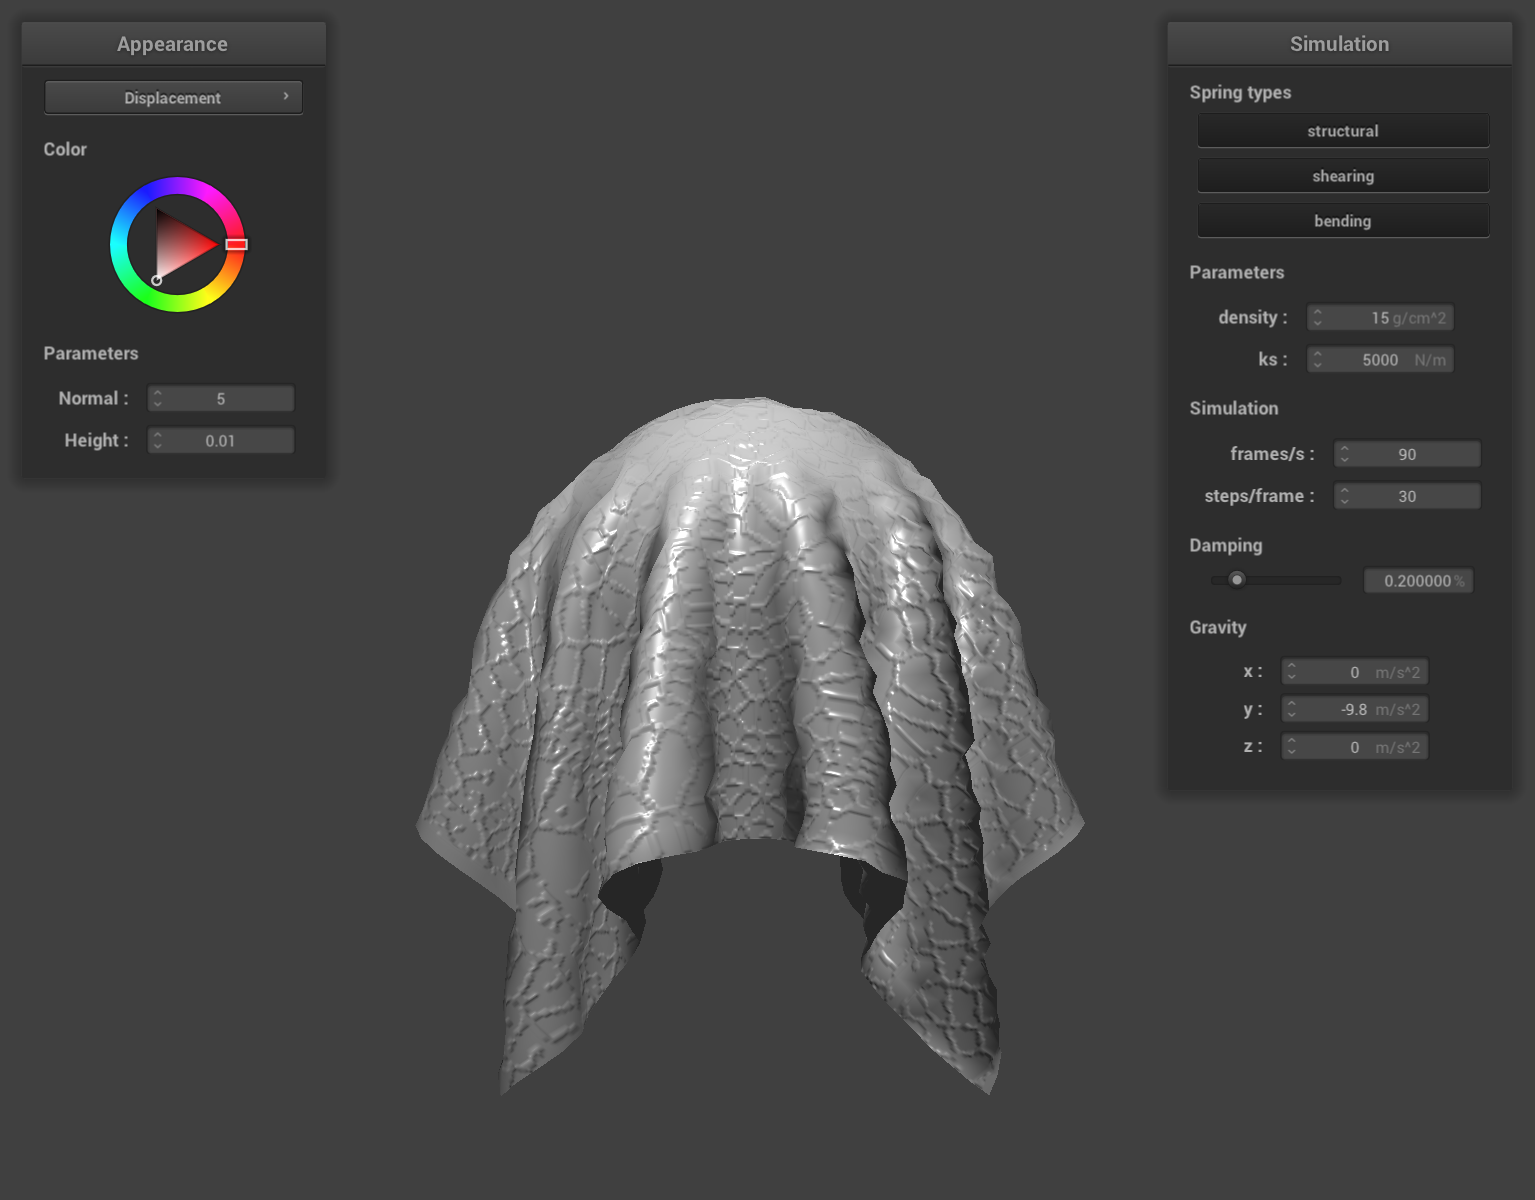 Appearance
Displacement ›
Color
Parameters
Normal : 5
Height : 0.01
Simulation
Spring types
structural
shearing
bending
Parameters
density : 15 g/cm^2
ks : 5000 N/m
Simulation
frames/s : 90
steps/frame : 30
Damping
0.200000 %
Gravity
x : 0 m/s^2
y : -9.8 m/s^2
z : 0 m/s^2